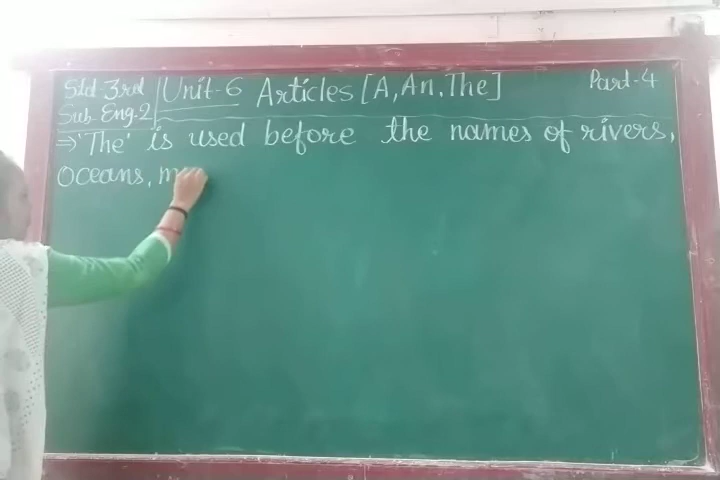 Std-3rd Unit-6 Articles [A, An, The] Part-4
Sub-Eng-2
⇒ 'The' is used before the names of rivers,
Oceans, m